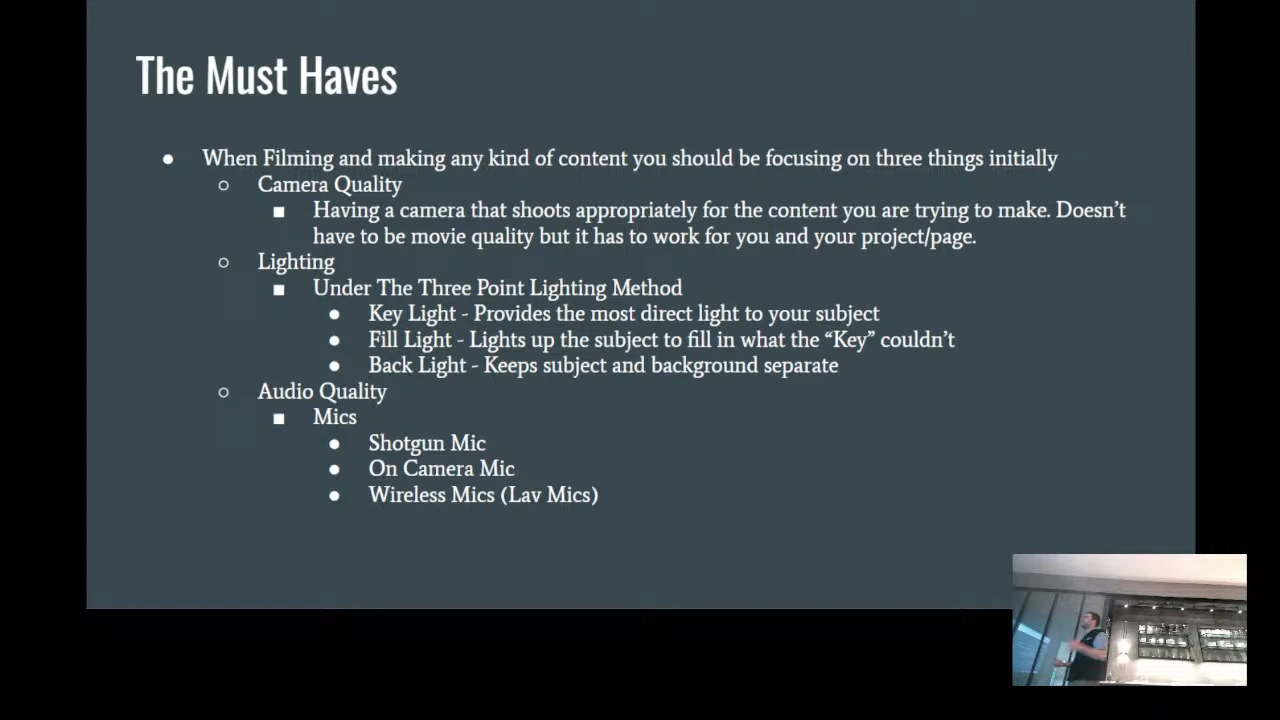 The Must Haves
When Filming and making any kind of content you should be focusing on three things initially
Camera Quality
Having a camera that shoots appropriately for the content you are trying to make. Doesn’t
have to be movie quality but it has to work for you and your project/page.
Lighting
Under The Three Point Lighting Method
Key Light - Provides the most direct light to your subject
Fill Light - Lights up the subject to fill in what the “Key” couldn’t
Back Light - Keeps subject and background separate
Audio Quality
Mics
Shotgun Mic
On Camera Mic
Wireless Mics (Lav Mics)